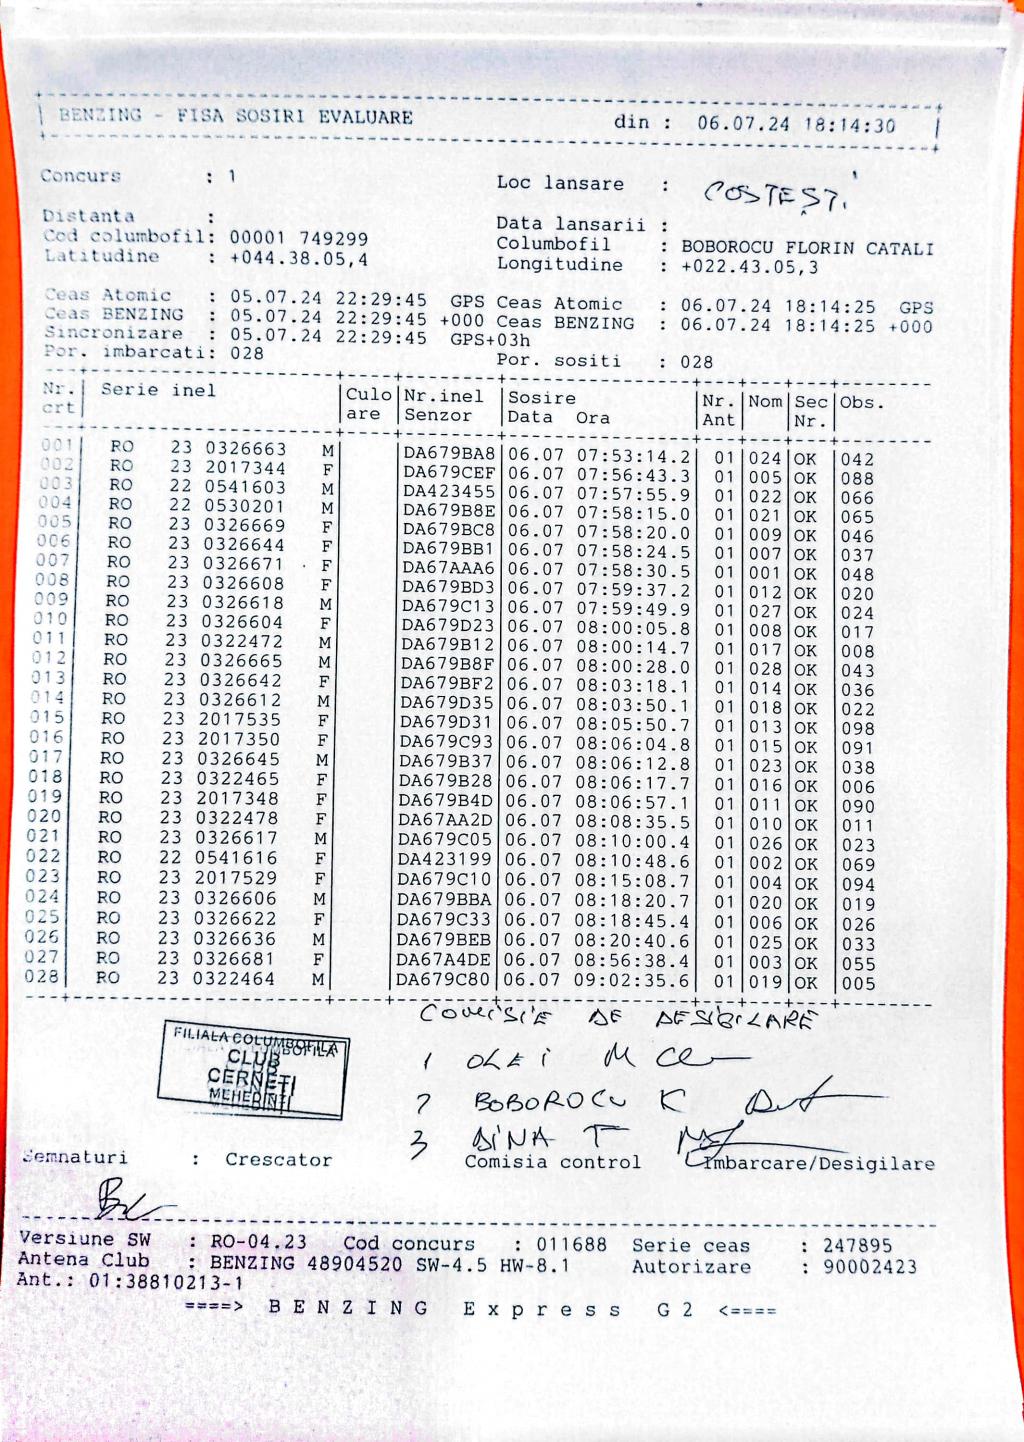 BENZING - FISA SOSIRI EVALUARE din : 06.07.24 18:14:30
Concurs : 1 Loc lansare : COSTEȘTI
Distanta : Data lansarii :
Cod columbofil: 00001 749299 Columbofil : BOBOROCU FLORIN CATALI
Latitudine : +044.38.05,4 Longitudine : +022.43.05,3
Ceas Atomic : 05.07.24 22:29:45 GPS Ceas Atomic : 06.07.24 18:14:25 GPS
Ceas BENZING : 05.07.24 22:29:45 +000 Ceas BENZING : 06.07.24 18:14:25 +000
Sincronizare : 05.07.24 22:29:45 GPS+03h
Por. imbarcati: 028 Por. sositi : 028
Nr. Serie inel Culo Nr.inel Sosire Nr. Nom Sec Obs.
crt are Senzor Data Ora Ant Nr.
001 RO 23 0326663 M DA679BA8 06.07 07:53:14.2 01 024 OK 042
002 RO 23 2017344 F DA679CEF 06.07 07:56:43.3 01 005 OK 088
003 RO 22 0541603 M DA423455 06.07 07:57:55.9 01 022 OK 066
004 RO 22 0530201 M DA679B8E 06.07 07:58:15.0 01 021 OK 065
005 RO 23 0326669 F DA679BC8 06.07 07:58:20.0 01 009 OK 046
006 RO 23 0326644 F DA679BB1 06.07 07:58:24.5 01 007 OK 037
007 RO 23 0326671 F DA67AAA6 06.07 07:58:30.5 01 001 OK 048
008 RO 23 0326608 F DA679BD3 06.07 07:59:37.2 01 012 OK 020
009 RO 23 0326618 M DA679C13 06.07 07:59:49.9 01 027 OK 024
010 RO 23 0326604 F DA679D23 06.07 08:00:05.8 01 008 OK 017
011 RO 23 0322472 M DA679B12 06.07 08:00:14.7 01 017 OK 008
012 RO 23 0326665 M DA679B8F 06.07 08:00:28.0 01 028 OK 043
013 RO 23 0326642 F DA679BF2 06.07 08:03:18.1 01 014 OK 036
014 RO 23 0326612 M DA679D35 06.07 08:03:50.1 01 018 OK 022
015 RO 23 2017535 F DA679D31 06.07 08:05:50.7 01 013 OK 098
016 RO 23 2017350 F DA679C93 06.07 08:06:04.8 01 015 OK 091
017 RO 23 0326645 M DA679B37 06.07 08:06:12.8 01 023 OK 038
018 RO 23 0322465 F DA679B28 06.07 08:06:17.7 01 016 OK 006
019 RO 23 2017348 F DA679B4D 06.07 08:06:57.1 01 011 OK 090
020 RO 23 0322478 F DA67AA2D 06.07 08:08:35.5 01 010 OK 011
021 RO 23 0326617 M DA679C05 06.07 08:10:00.4 01 026 OK 023
022 RO 22 0541616 F DA423199 06.07 08:10:48.6 01 002 OK 069
023 RO 23 2017529 F DA679C10 06.07 08:15:08.7 01 004 OK 094
024 RO 23 0326606 M DA679BBA 06.07 08:18:20.7 01 020 OK 019
025 RO 23 0326622 F DA679C33 06.07 08:18:45.4 01 006 OK 026
026 RO 23 0326636 M DA679BEB 06.07 08:20:40.6 01 025 OK 033
027 RO 23 0326681 F DA67A4DE 06.07 08:56:38.4 01 003 OK 055
028 RO 23 0322464 M DA679C80 06.07 09:02:35.6 01 019 OK 005
COMISIE DE DESIGILARE
FILIALA COLUMBOFILA
CLUB
CERNEȚI
MEHEDINȚI
1 OLEI M
2 BOBOROCU K
3 DINA T
Semnaturi : Crescator Comisia control Imbarcare/Desigilare
Versiune SW : RO-04.23 Cod concurs : 011688 Serie ceas : 247895
Antena Club : BENZING 48904520 SW-4.5 HW-8.1 Autorizare : 90002423
Ant.: 01:38810213-1
====> B E N Z I N G E x p r e s s G 2 <====